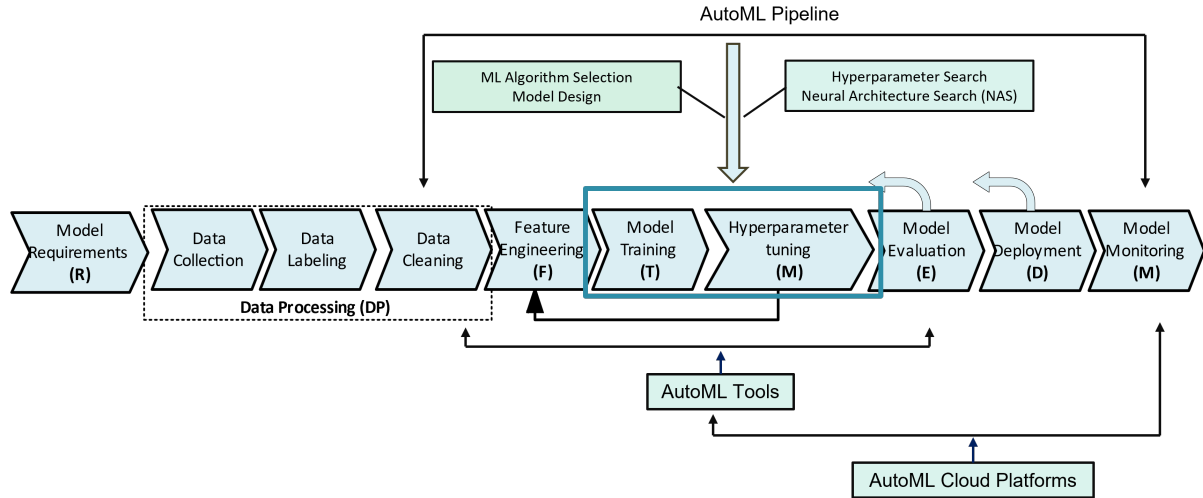 AutoML Pipeline
ML Algorithm Selection
Model Design
Hyperparameter Search
Neural Architecture Search (NAS)
Model
Requirements
(R)
Data
Collection
Data
Labeling
Data
Cleaning
Data Processing (DP)
Feature
Engineering
(F)
Model
Training
(T)
Hyperparameter
tuning
(M)
Model
Evaluation
(E)
Model
Deployment
(D)
Model
Monitoring
(M)
AutoML Tools
AutoML Cloud Platforms